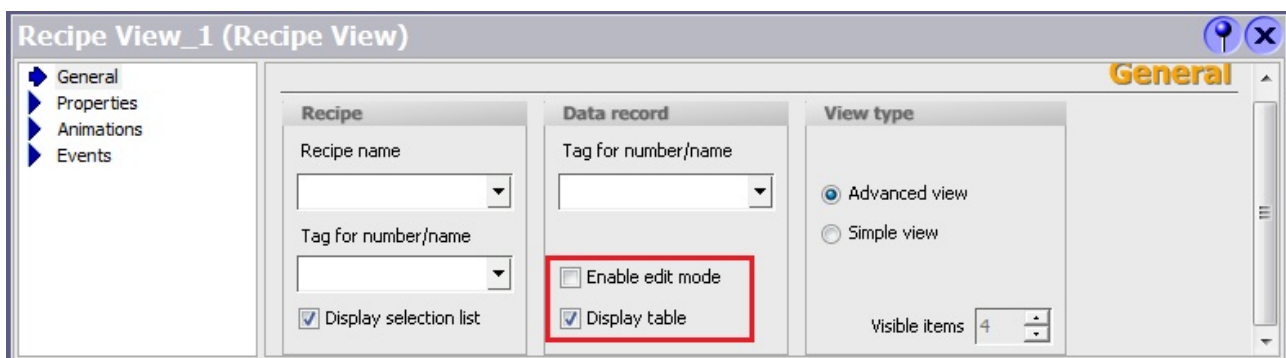 Recipe View_1 (Recipe View)
General
Properties
Animations
Events
General
Recipe
Recipe name
Tag for number/name
Display selection list
Data record
Tag for number/name
Enable edit mode
Display table
View type
Advanced view
Simple view
Visible items 4